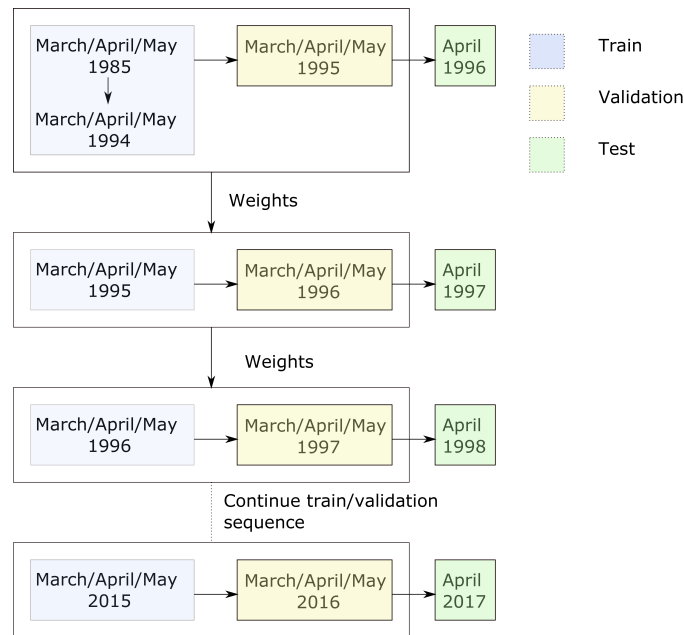 March/April/May
1985
March/April/May
1994
March/April/May
1995
April
1996
Train
Validation
Test
Weights
March/April/May
1995
March/April/May
1996
April
1997
Weights
March/April/May
1996
March/April/May
1997
April
1998
Continue train/validation
sequence
March/April/May
2015
March/April/May
2016
April
2017